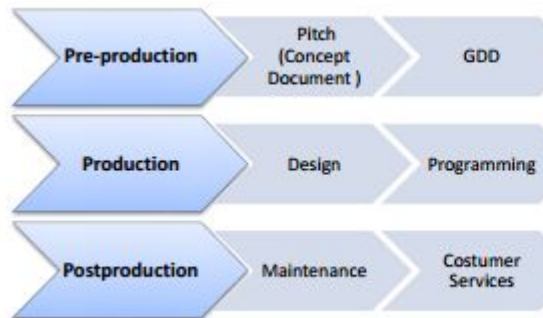 Pre-production
Pitch
(Concept
Document )
GDD
Production
Design
Programming
Postproduction
Maintenance
Costumer
Services